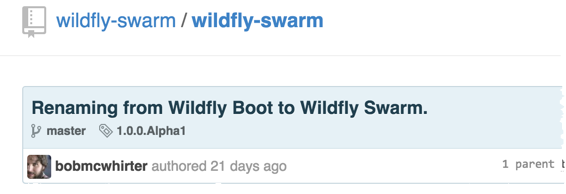 wildfly-swarm / wildfly-swarm
Renaming from Wildfly Boot to Wildfly Swarm.
master 1.0.0.Alpha1
bobmcwhirter authored 21 days ago 1 parent